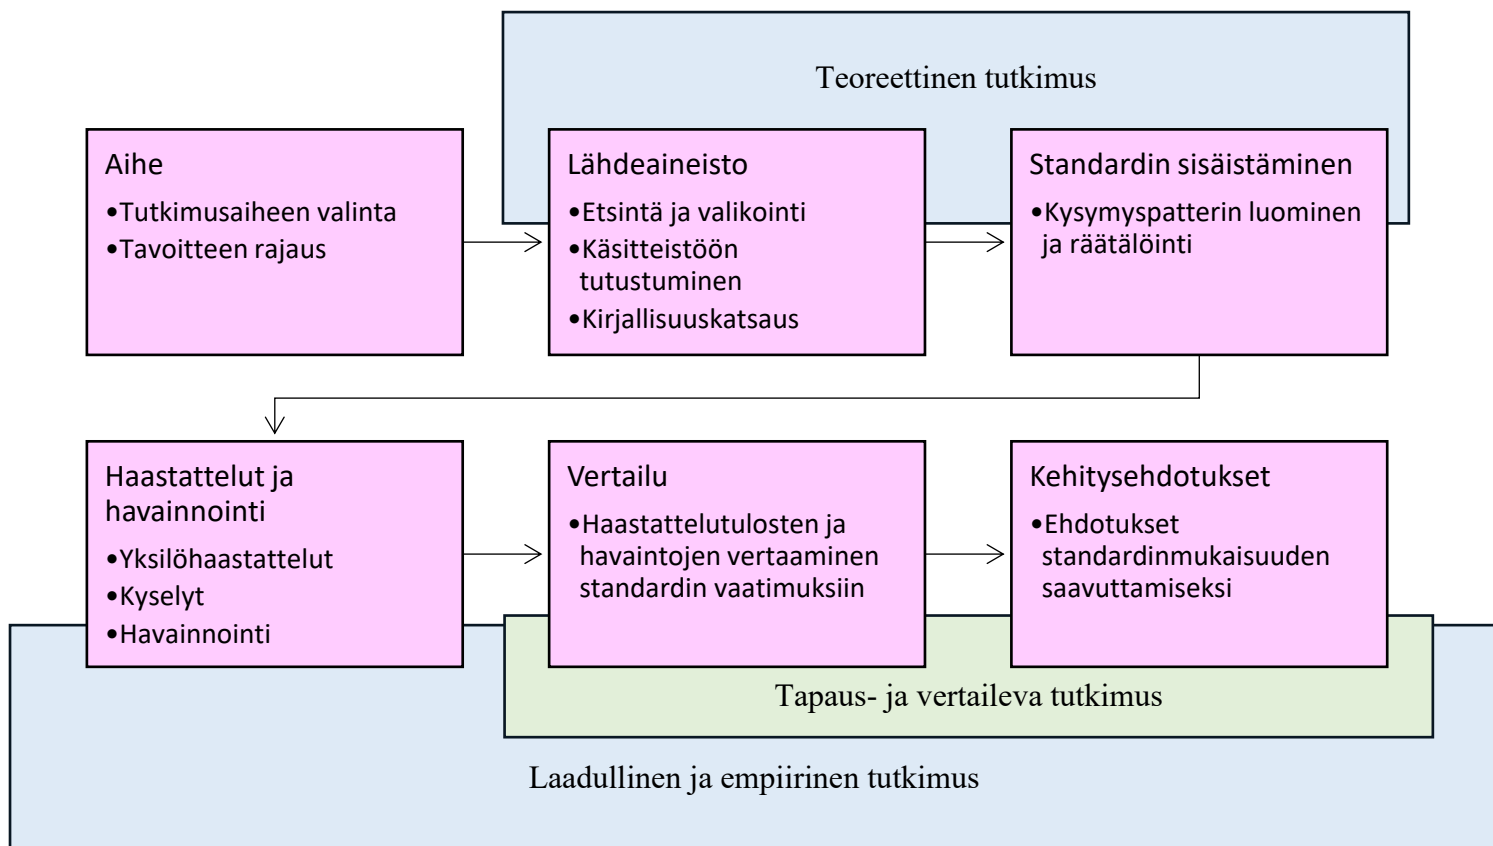 Teoreettinen tutkimus
Aihe
•Tutkimusaiheen valinta
•Tavoitteen rajaus
Lähdeaineisto
•Etsintä ja valikointi
•Käsitteistöön
tutustuminen
•Kirjallisuuskatsaus
Standardin sisäistäminen
•Kysymyspatterin luominen
ja räätälöinti
Haastattelut ja
havainnointi
•Yksilöhaastattelut
•Kyselyt
•Havainnointi
Vertailu
•Haastattelutulosten ja
havaintojen vertaaminen
standardin vaatimuksiin
Kehitysehdotukset
•Ehdotukset
standardinmukaisuuden
saavuttamiseksi
Tapaus- ja vertaileva tutkimus
Laadullinen ja empiirinen tutkimus